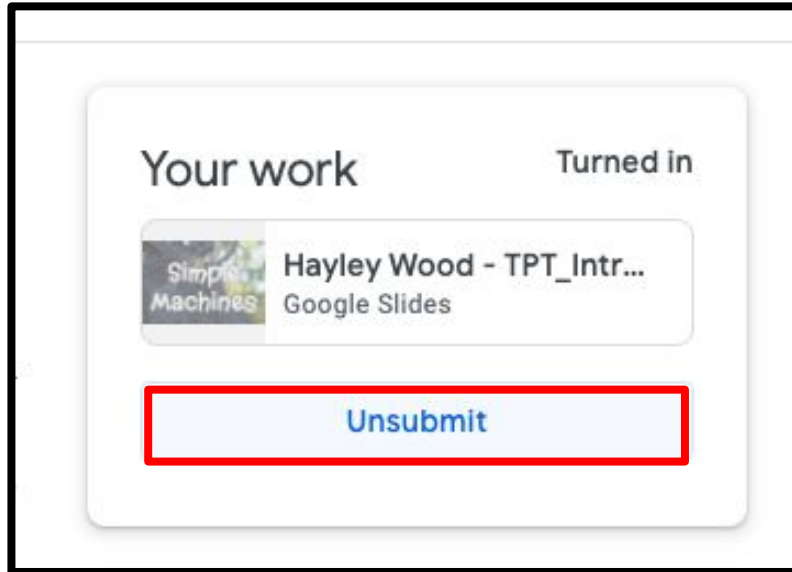 Your work
Turned in
Simple
Machines
Hayley Wood - TPT_Intr...
Google Slides
Unsubmit